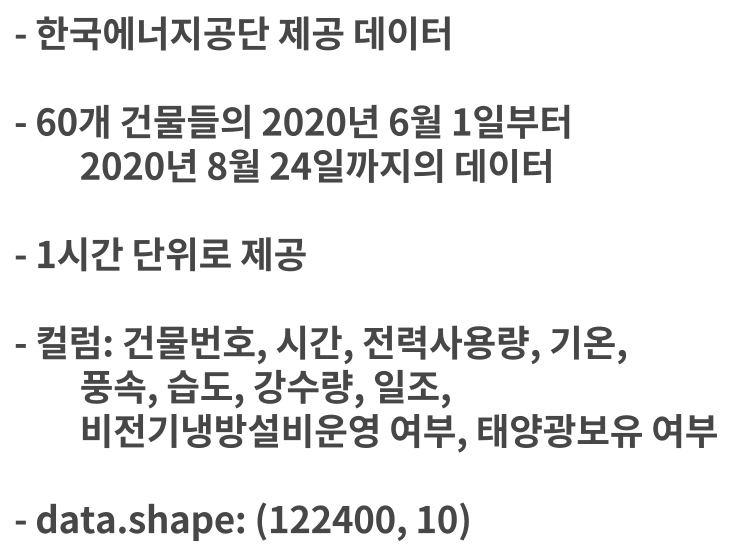 - 한국에너지공단 제공 데이터
- 60개 건물들의 2020년 6월 1일부터
2020년 8월 24일까지의 데이터
- 1시간 단위로 제공
- 컬럼: 건물번호, 시간, 전력사용량, 기온,
풍속, 습도, 강수량, 일조,
비전기냉방설비운영 여부, 태양광보유 여부
- data.shape: (122400, 10)